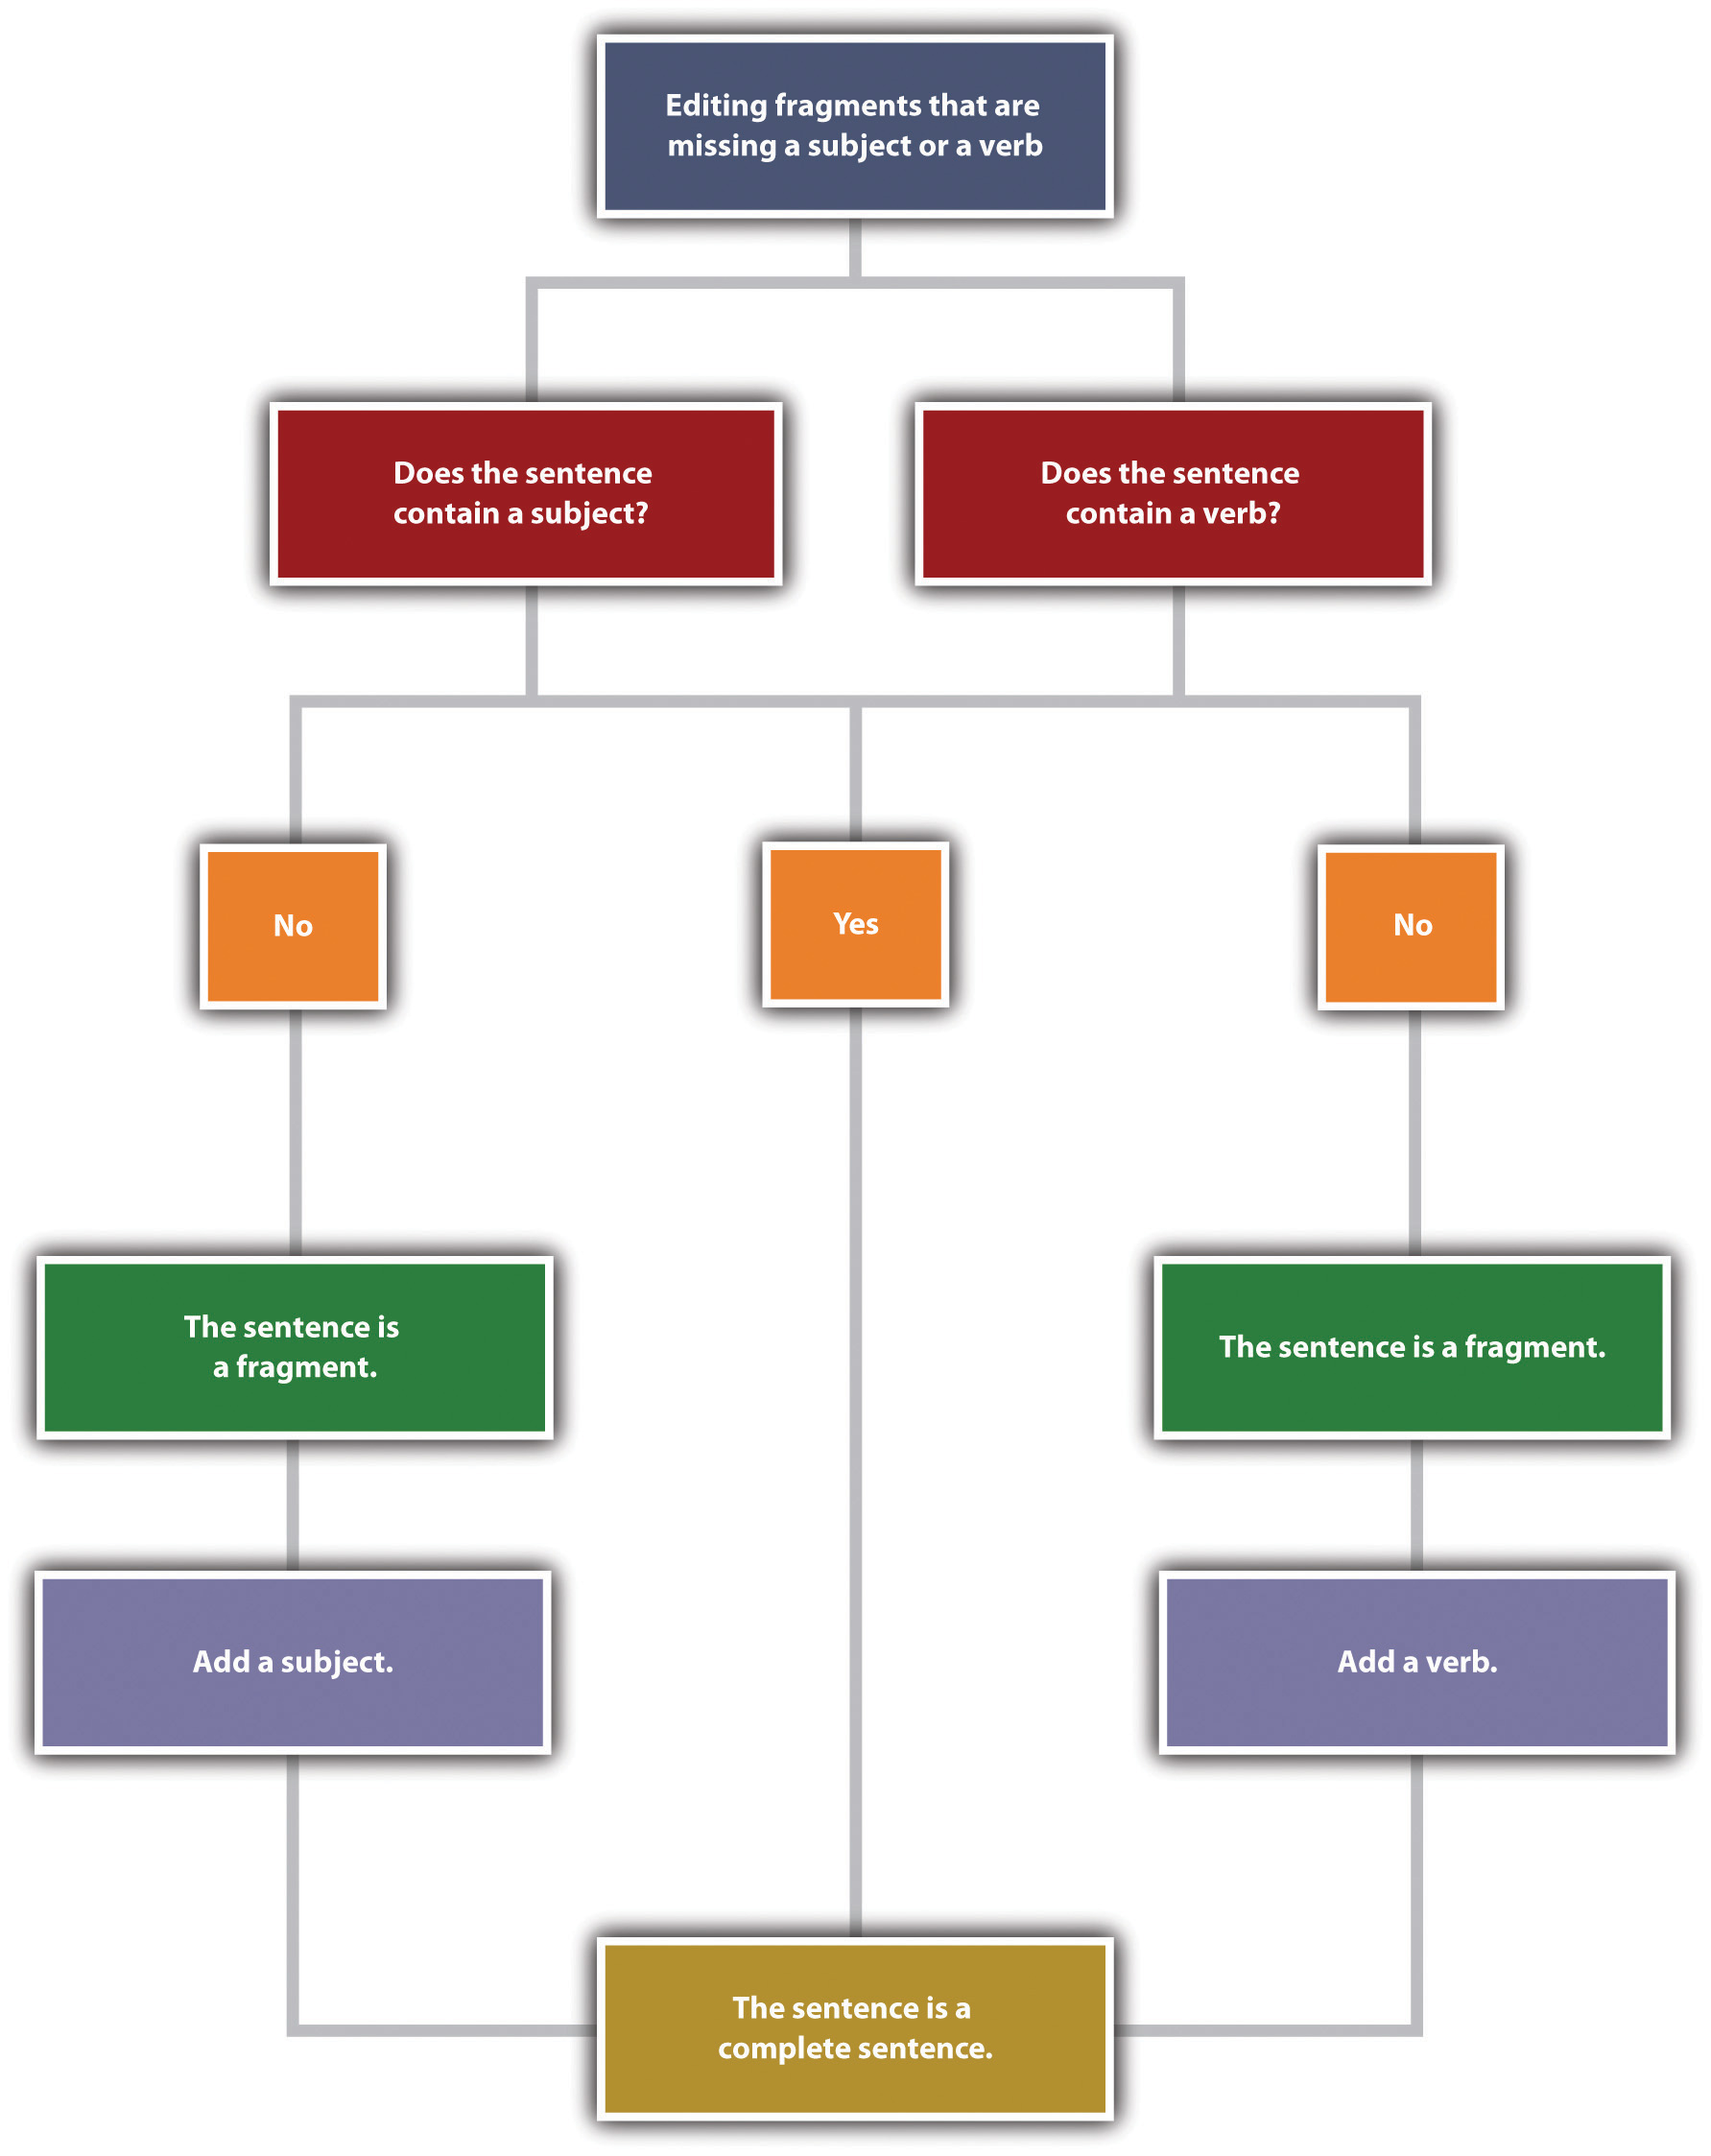 Editing fragments that are
missing a subject or a verb
Does the sentence
contain a subject?
Does the sentence
contain a verb?
No
Yes
No
The sentence is
a fragment.
The sentence is a fragment.
Add a subject.
Add a verb.
The sentence is a
complete sentence.